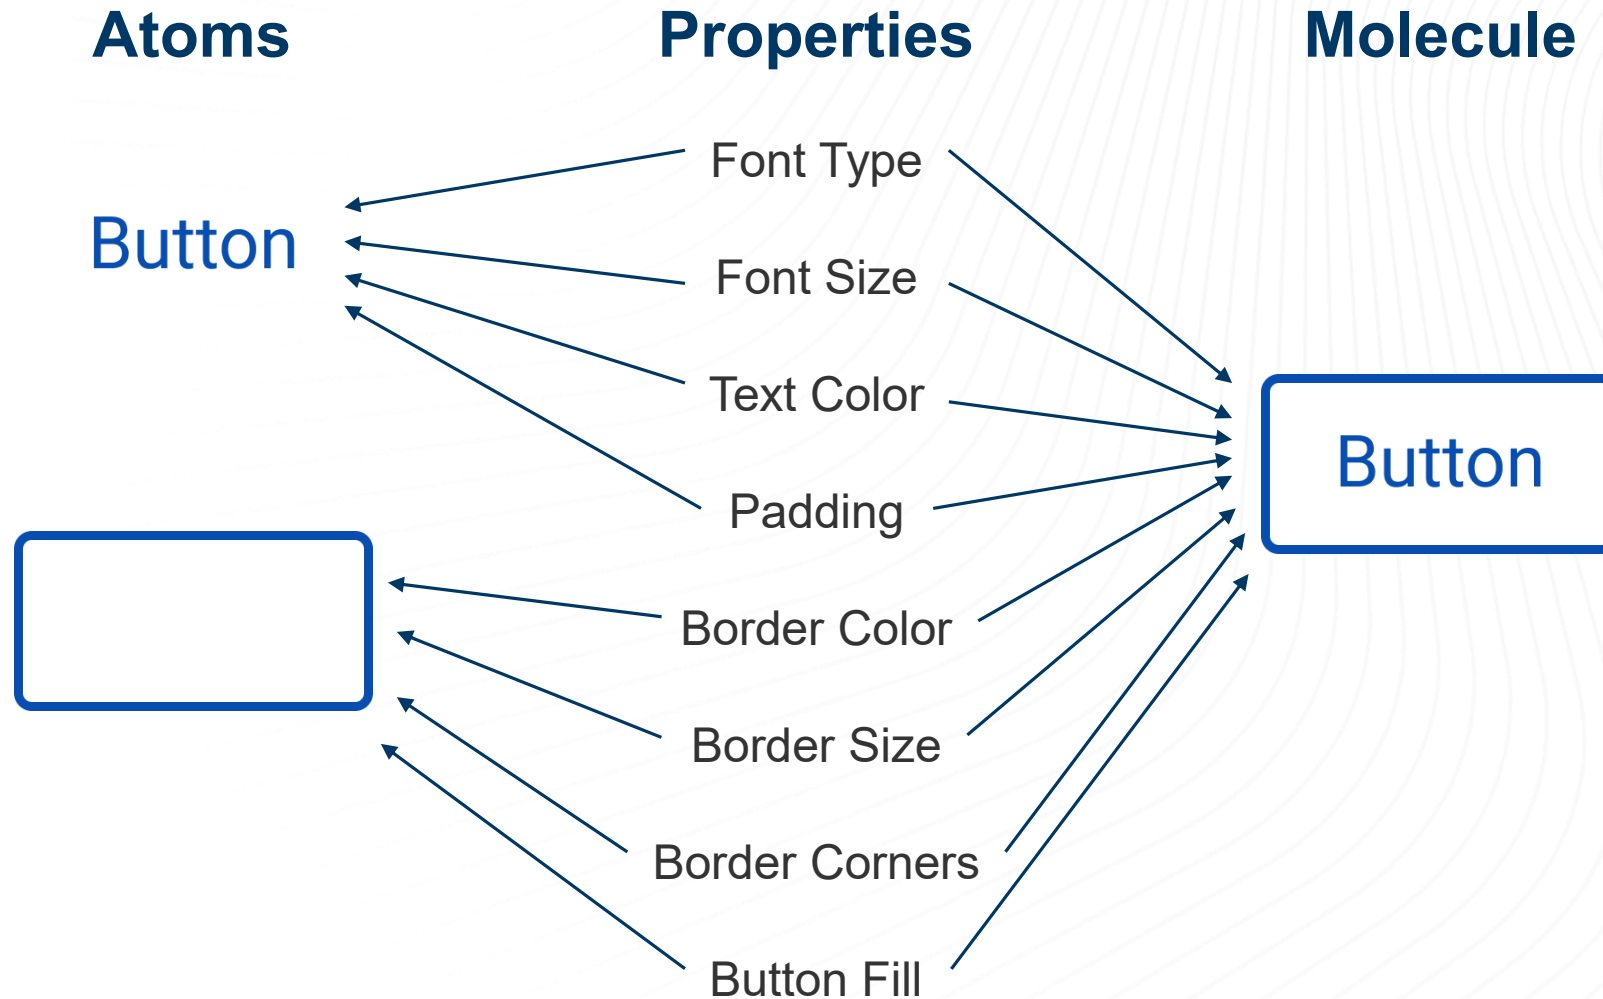 Atoms
Properties
Molecule
Font Type
Button
Font Size
Text Color
Button
Padding
Border Color
Border Size
Border Corners
Button Fill